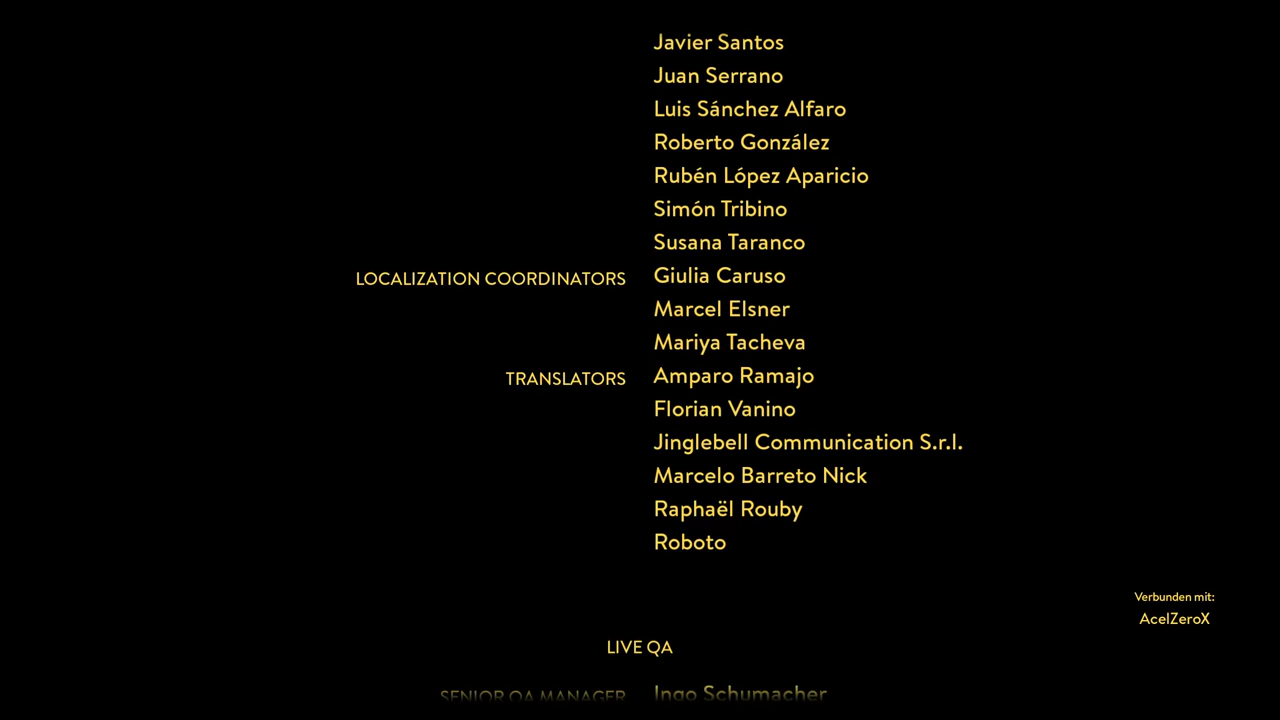 Javier Santos
Juan Serrano
Luis Sánchez Alfaro
Roberto González
Rubén López Aparicio
Simón Tribino
Susana Taranco
LOCALIZATION COORDINATORS Giulia Caruso
Marcel Elsner
Mariya Tacheva
TRANSLATORS Amparo Ramajo
Florian Vanino
Jinglebell Communication S.r.l.
Marcelo Barreto Nick
Raphaël Rouby
Roboto
Verbunden mit:
AcelZeroX
LIVE QA
SENIOR QA MANAGER Ingo Schumacher